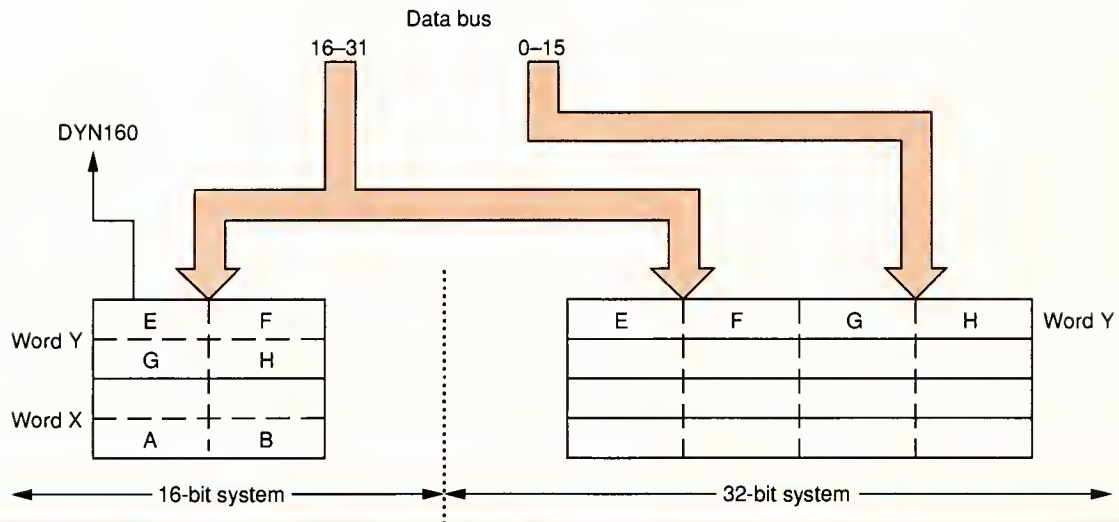 Data bus
16–31
0–15
DYN160
E F
Word Y
G H
Word X
A B
E F G H
Word Y
16-bit system
32-bit system